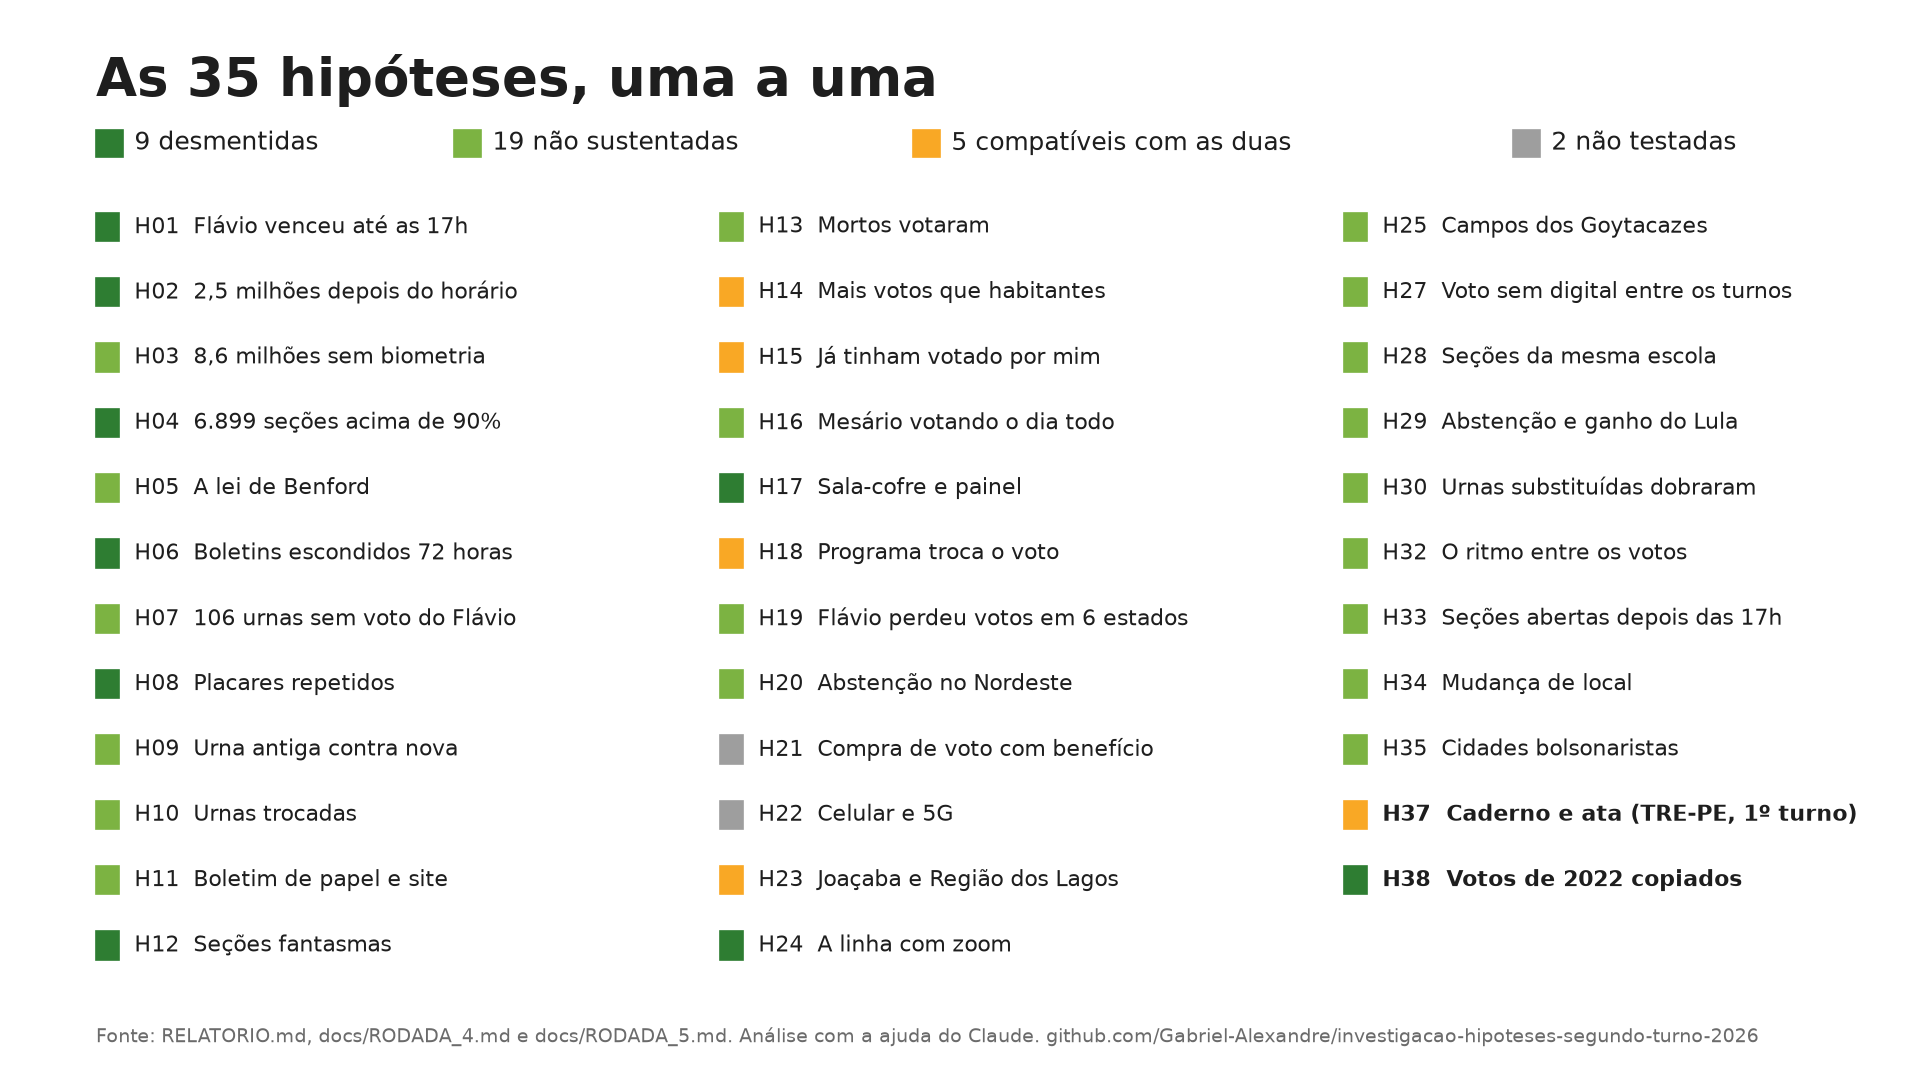 As 35 hipóteses, uma a uma
9 desmentidas
19 não sustentadas
5 compatíveis com as duas
2 não testadas
H01 Flávio venceu até as 17h
H02 2,5 milhões depois do horário
H03 8,6 milhões sem biometria
H04 6.899 seções acima de 90%
H05 A lei de Benford
H06 Boletins escondidos 72 horas
H07 106 urnas sem voto do Flávio
H08 Placares repetidos
H09 Urna antiga contra nova
H10 Urnas trocadas
H11 Boletim de papel e site
H12 Seções fantasmas
H13 Mortos votaram
H14 Mais votos que habitantes
H15 Já tinham votado por mim
H16 Mesário votando o dia todo
H17 Sala-cofre e painel
H18 Programa troca o voto
H19 Flávio perdeu votos em 6 estados
H20 Abstenção no Nordeste
H21 Compra de voto com benefício
H22 Celular e 5G
H23 Joaçaba e Região dos Lagos
H24 A linha com zoom
H25 Campos dos Goytacazes
H27 Voto sem digital entre os turnos
H28 Seções da mesma escola
H29 Abstenção e ganho do Lula
H30 Urnas substituídas dobraram
H32 O ritmo entre os votos
H33 Seções abertas depois das 17h
H34 Mudança de local
H35 Cidades bolsonaristas
H37 Caderno e ata (TRE-PE, 1º turno)
H38 Votos de 2022 copiados
Fonte: RELATORIO.md, docs/RODADA_4.md e docs/RODADA_5.md. Análise com a ajuda do Claude. github.com/Gabriel-Alexandre/investigacao-hipoteses-segundo-turno-2026